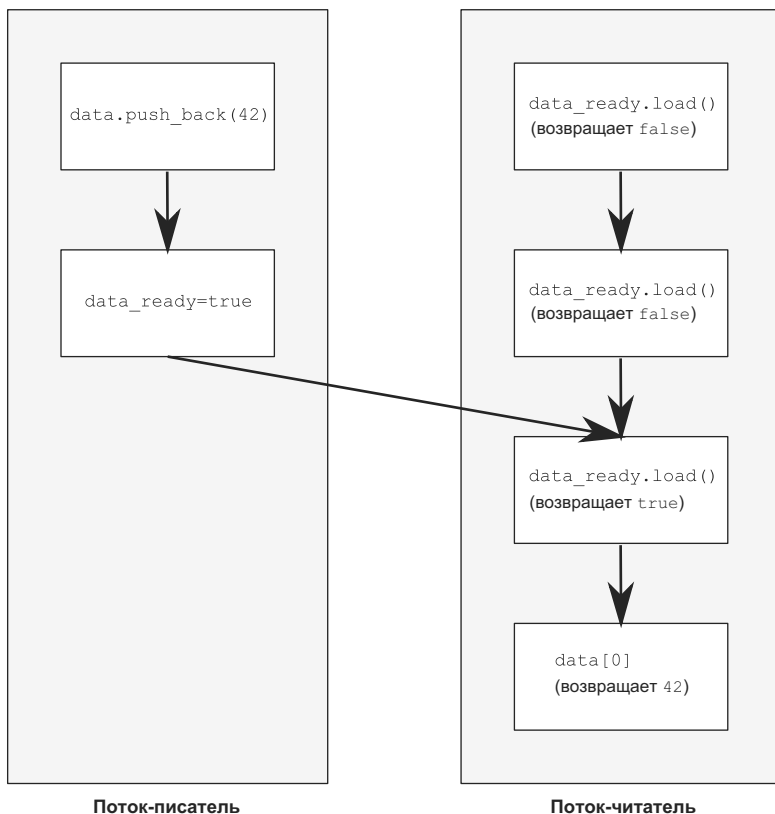 data.push_back(42)
data_ready=true
Поток-писатель
data_ready.load()
(возвращает false)
data_ready.load()
(возвращает false)
data_ready.load()
(возвращает true)
data[0]
(возвращает 42)
Поток-читатель